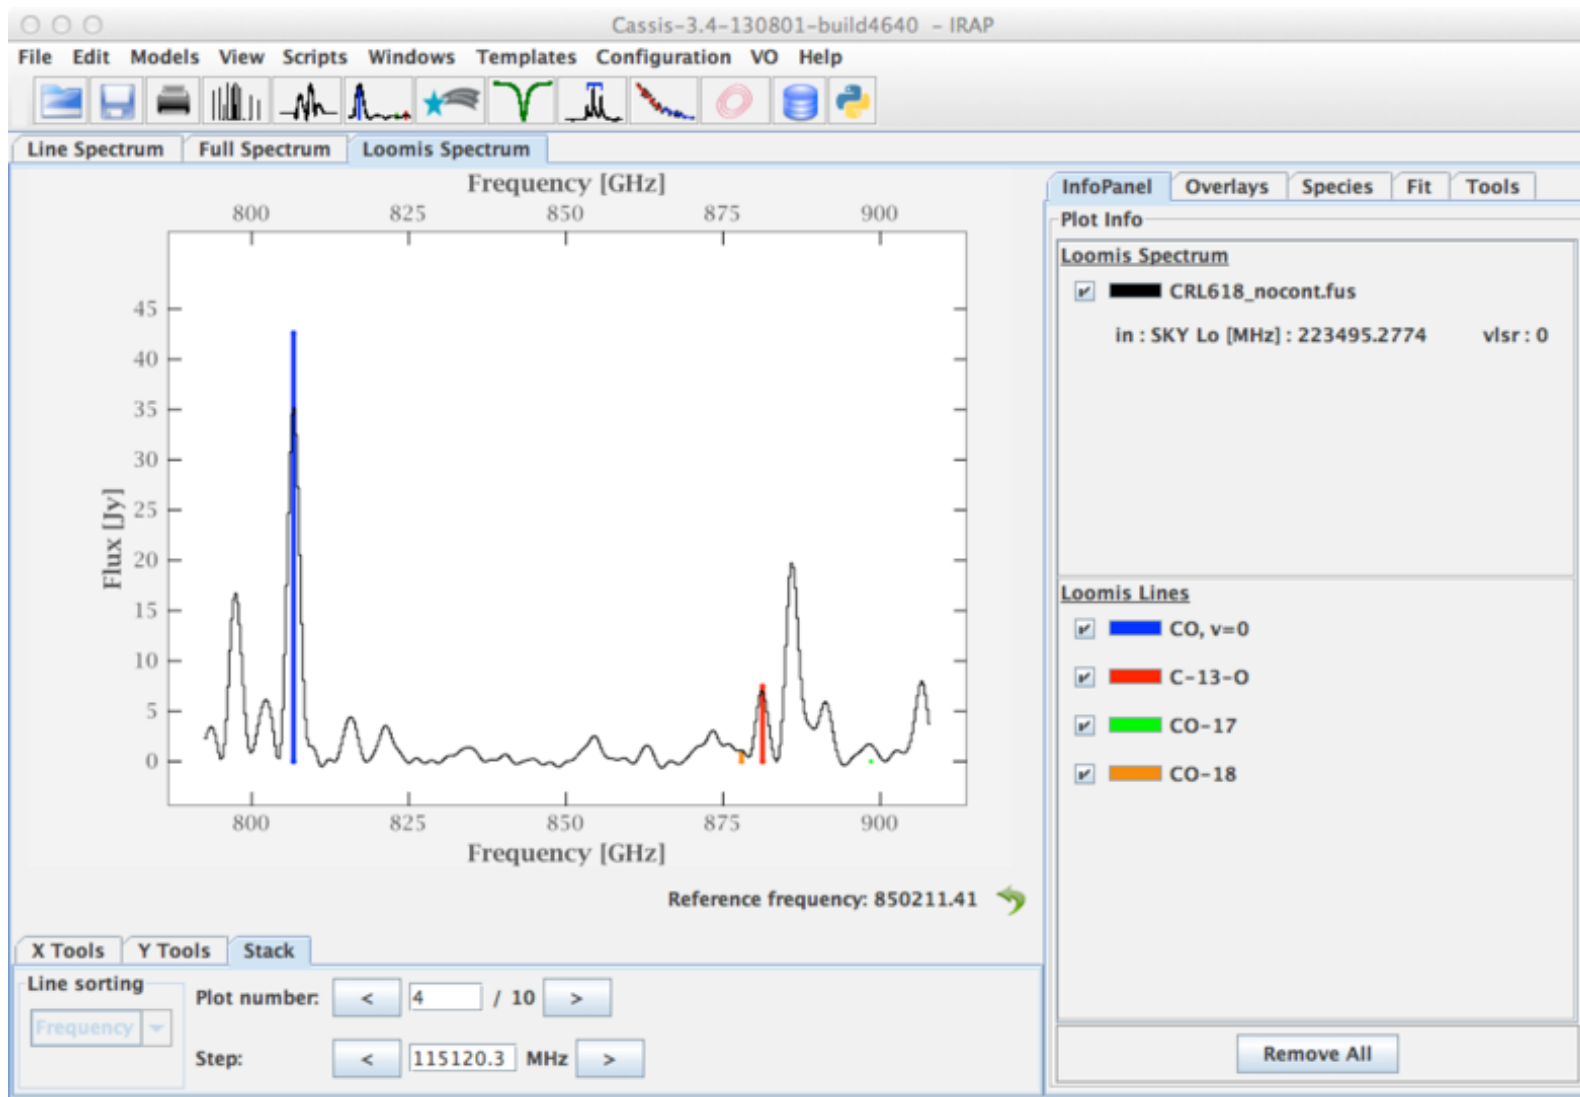 Cassis-3.4-130801-build4640 - IRAP
File Edit Models View Scripts Windows Templates Configuration VO Help
Line Spectrum Full Spectrum Loomis Spectrum
Frequency [GHz]
800 825 850 875 900
Flux [Jy]
45
40
35
30
25
20
15
10
5
0
800 825 850 875 900
Frequency [GHz]
Reference frequency: 850211.41
X Tools Y Tools Stack
Line sorting
Frequency
Plot number: < 4 / 10 >
Step: < 115120.3 MHz >
InfoPanel Overlays Species Fit Tools
Plot Info
Loomis Spectrum
CRL618_nocont.fus
in : SKY Lo [MHz] : 223495.2774 vlsr : 0
Loomis Lines
CO, v=0
C-13-O
CO-17
CO-18
Remove All